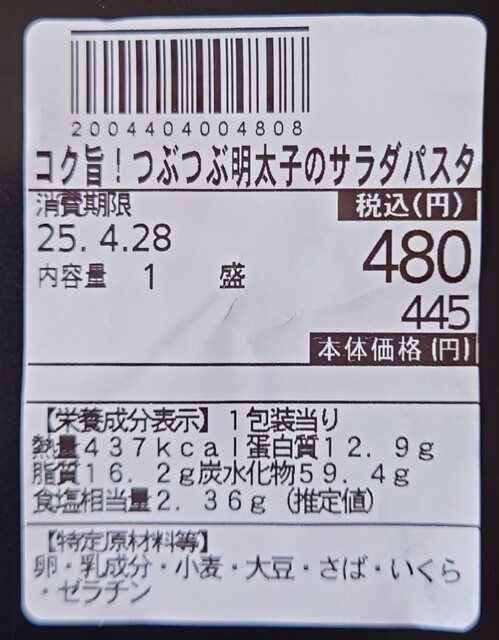 2004404004808
コク旨！つぶつぶ明太子のサラダパスタ
消費期限
税込(円)
25. 4.28
480
内容量 1 盛
445
本体価格(円)
【栄養成分表示】１包装当り
熱量４３７ｋｃａｌ蛋白質１２．９ｇ
脂質１６．２ｇ炭水化物５９．４ｇ
食塩相当量２．３６ｇ（推定値）
【特定原材料等】
卵・乳成分・小麦・大豆・さば・いくら
・ゼラチン